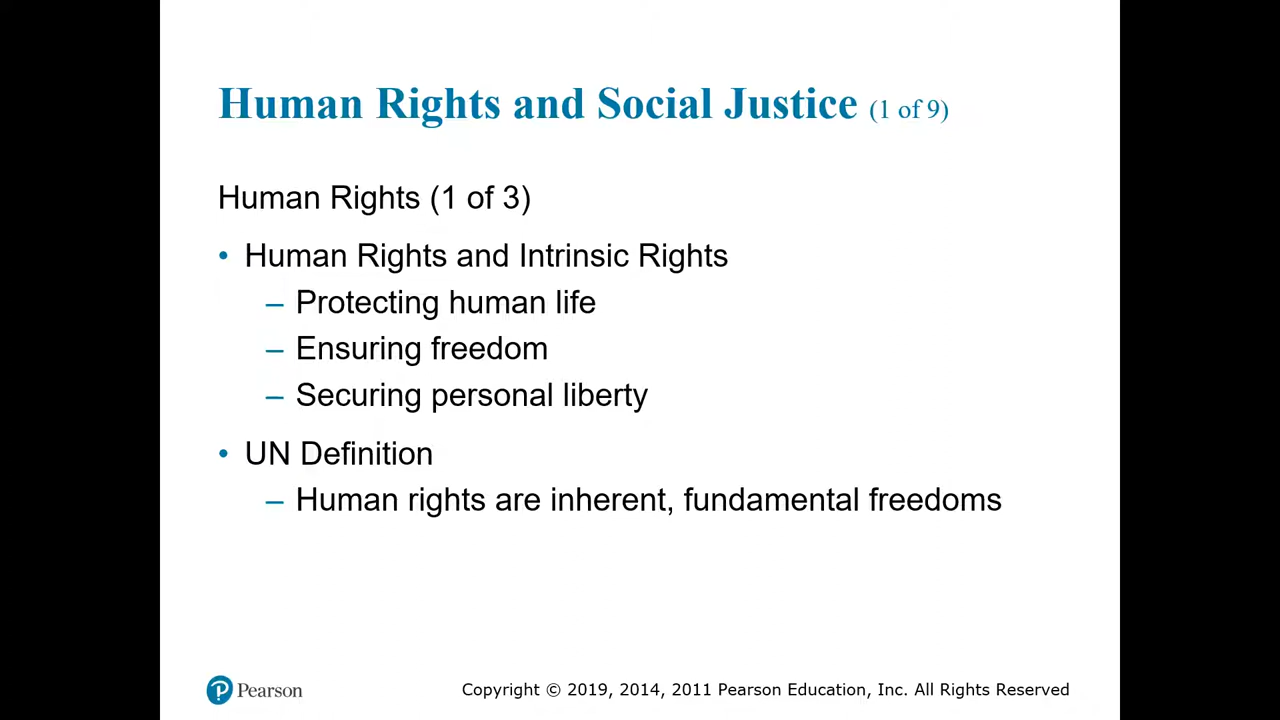 Human Rights and Social Justice (1 of 9)
Human Rights (1 of 3)
• Human Rights and Intrinsic Rights
– Protecting human life
– Ensuring freedom
– Securing personal liberty
• UN Definition
– Human rights are inherent, fundamental freedoms
P Pearson
Copyright © 2019, 2014, 2011 Pearson Education, Inc. All Rights Reserved